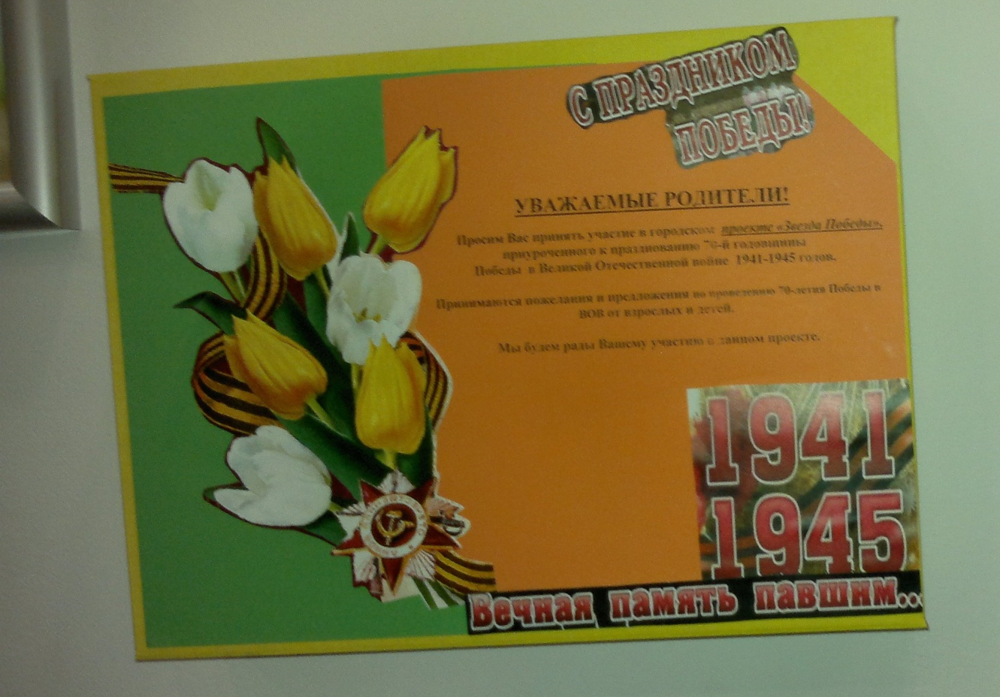 С ПРАЗДНИКОМ
ПОБЕДЫ!
УВАЖАЕМЫЕ РОДИТЕЛИ!
Просим Вас принять участие в городском проекте «Звезда Победы»,
приуроченного к празднованию 70-й годовщины
Победы в Великой Отечественной войне 1941-1945 годов.
Принимаются пожелания и предложения по проведению 70-летия Победы в
ВОВ от взрослых и детей.
Мы будем рады Вашему участию в данном проекте.
1941
1945
Вечная память павшим...